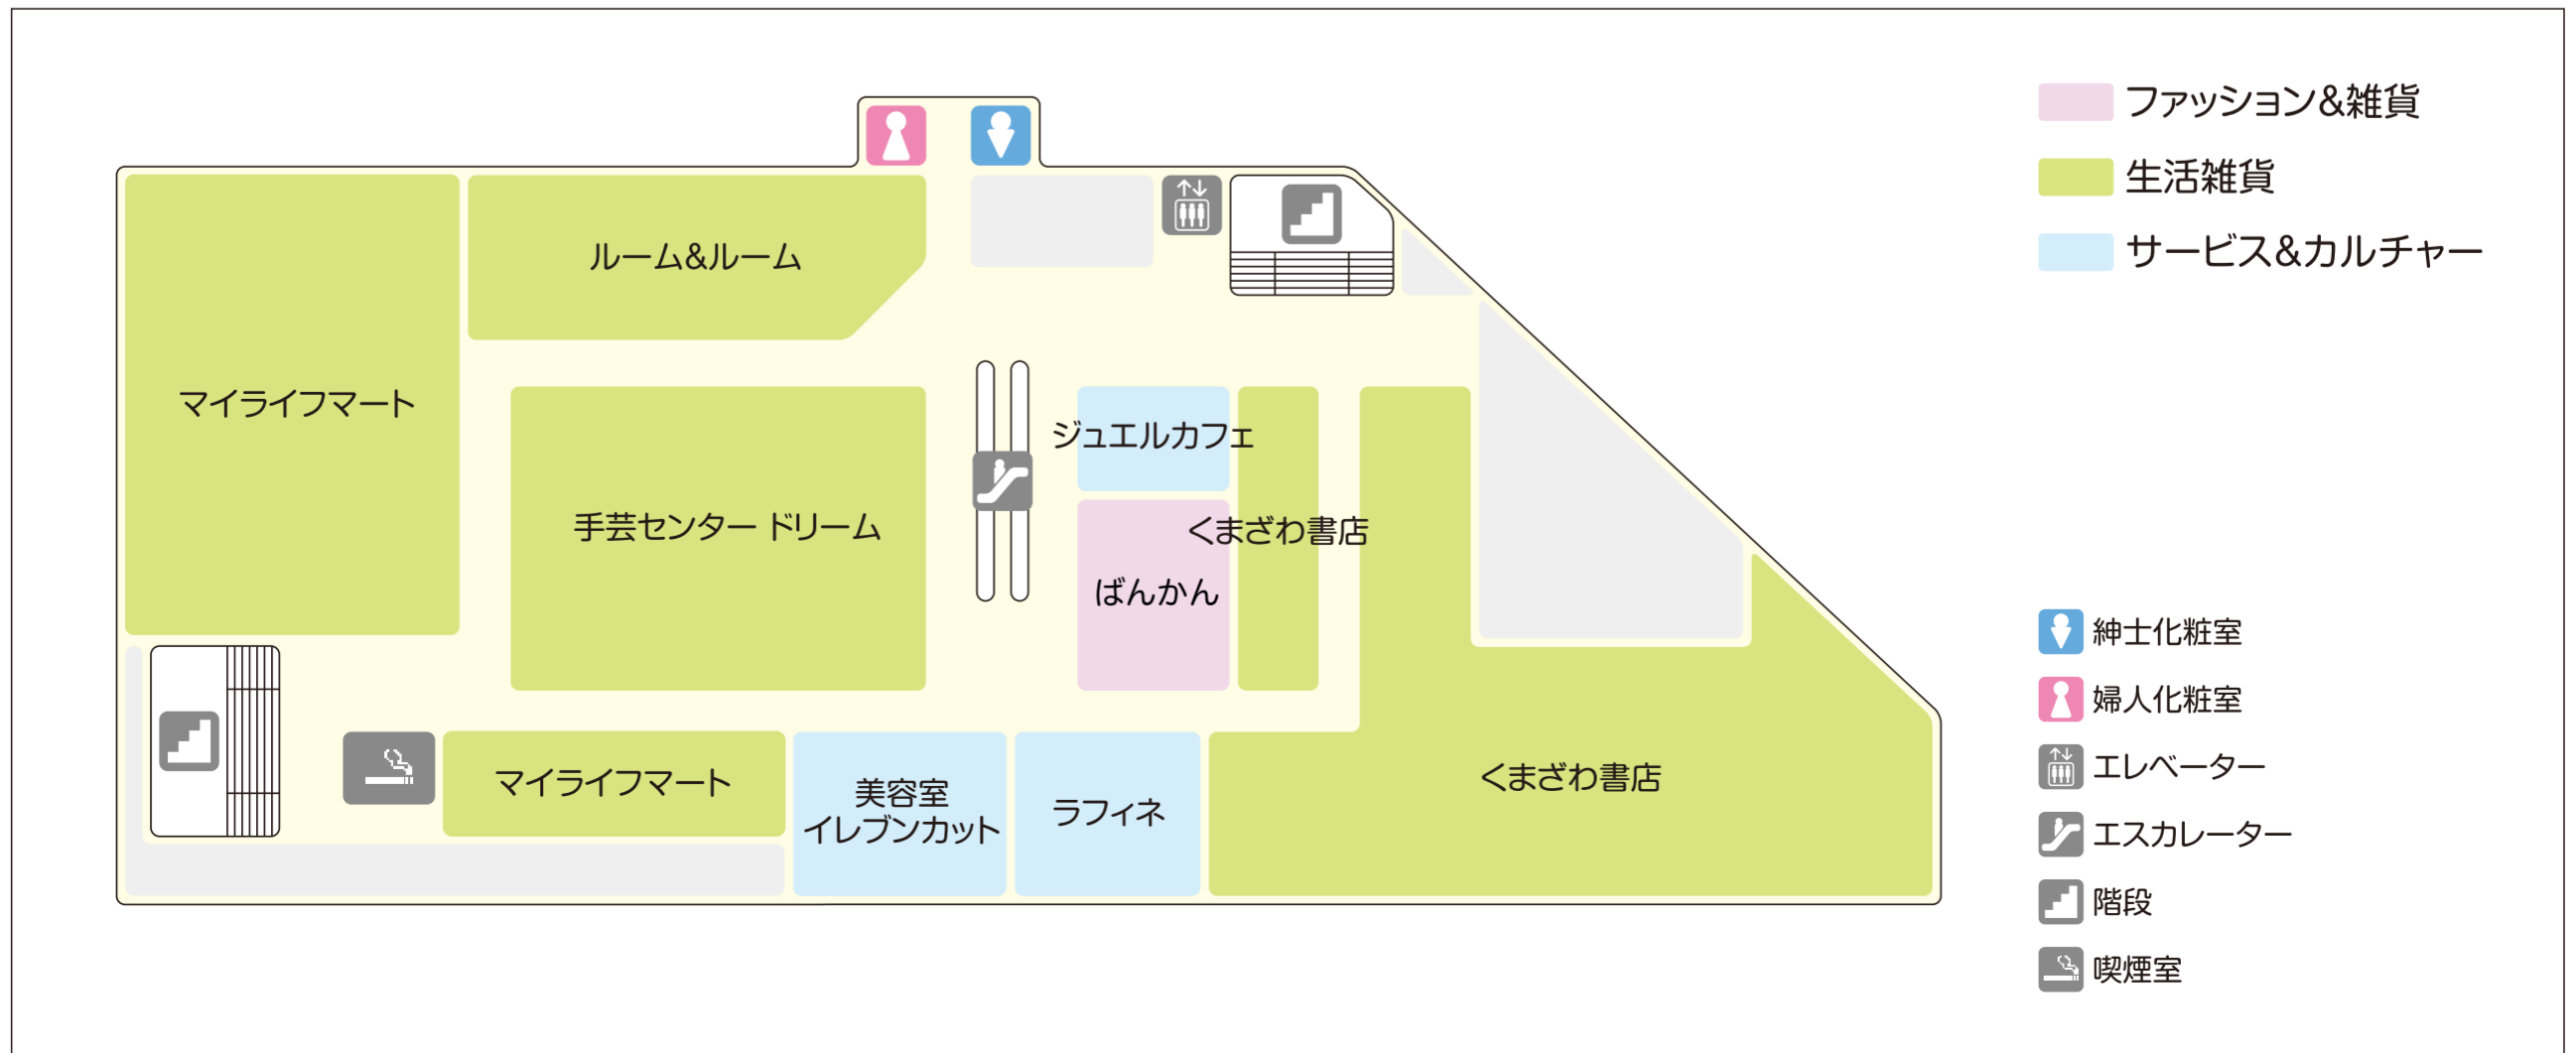 ファッション&雑貨
生活雑貨
サービス&カルチャー
ルーム&ルーム
マイライフマート
ジュエルカフェ
手芸センター ドリーム
くまざわ書店
ばんかん
マイライフマート
美容室
イレブンカット
ラフィネ
くまざわ書店
紳士化粧室
婦人化粧室
エレベーター
エスカレーター
階段
喫煙室